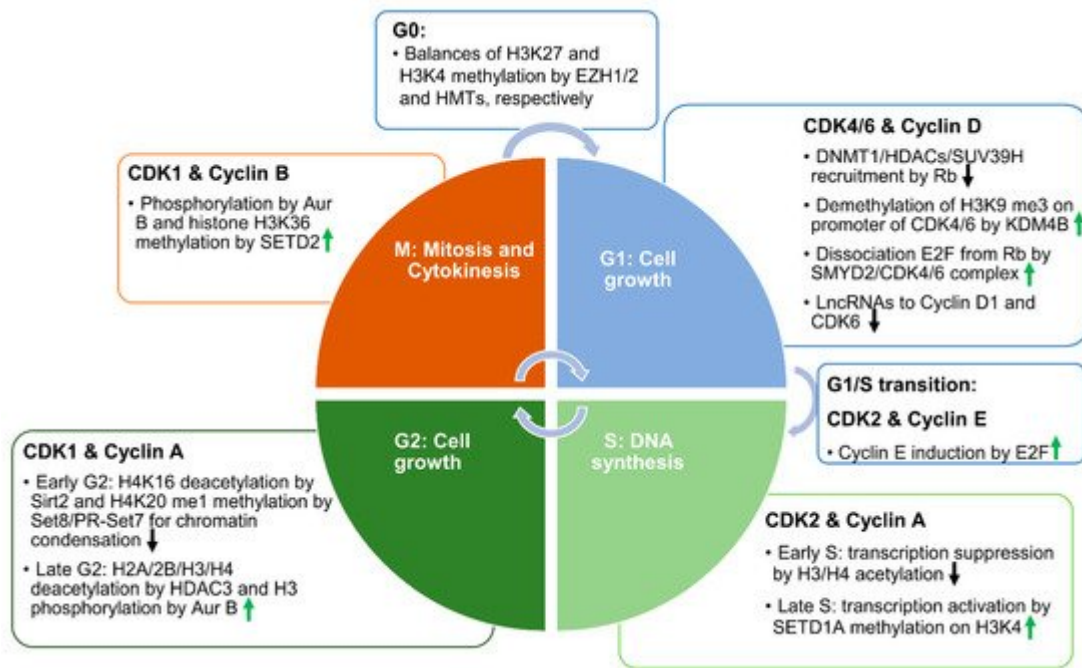 G0:
• Balances of H3K27 and
H3K4 methylation by EZH1/2
and HMTs, respectively
CDK4/6 & Cyclin D
• DNMT1/HDACs/SUV39H
recruitment by Rb
• Demethylation of H3K9 me3 on
promoter of CDK4/6 by KDM4B
• Dissociation E2F from Rb by
SMYD2/CDK4/6 complex
• LncRNAs to Cyclin D1 and
CDK6
CDK1 & Cyclin B
• Phosphorylation by Aur
B and histone H3K36
methylation by SETD2
M: Mitosis and
Cytokinesis
G1: Cell
growth
G1/S transition:
CDK2 & Cyclin E
• Cyclin E induction by E2F
G2: Cell
growth
S: DNA
synthesis
CDK1 & Cyclin A
• Early G2: H4K16 deacetylation by
Sirt2 and H4K20 me1 methylation by
Set8/PR-Set7 for chromatin
condensation
• Late G2: H2A/2B/H3/H4
deacetylation by HDAC3 and H3
phosphorylation by Aur B
CDK2 & Cyclin A
• Early S: transcription suppression
by H3/H4 acetylation
• Late S: transcription activation by
SETD1A methylation on H3K4